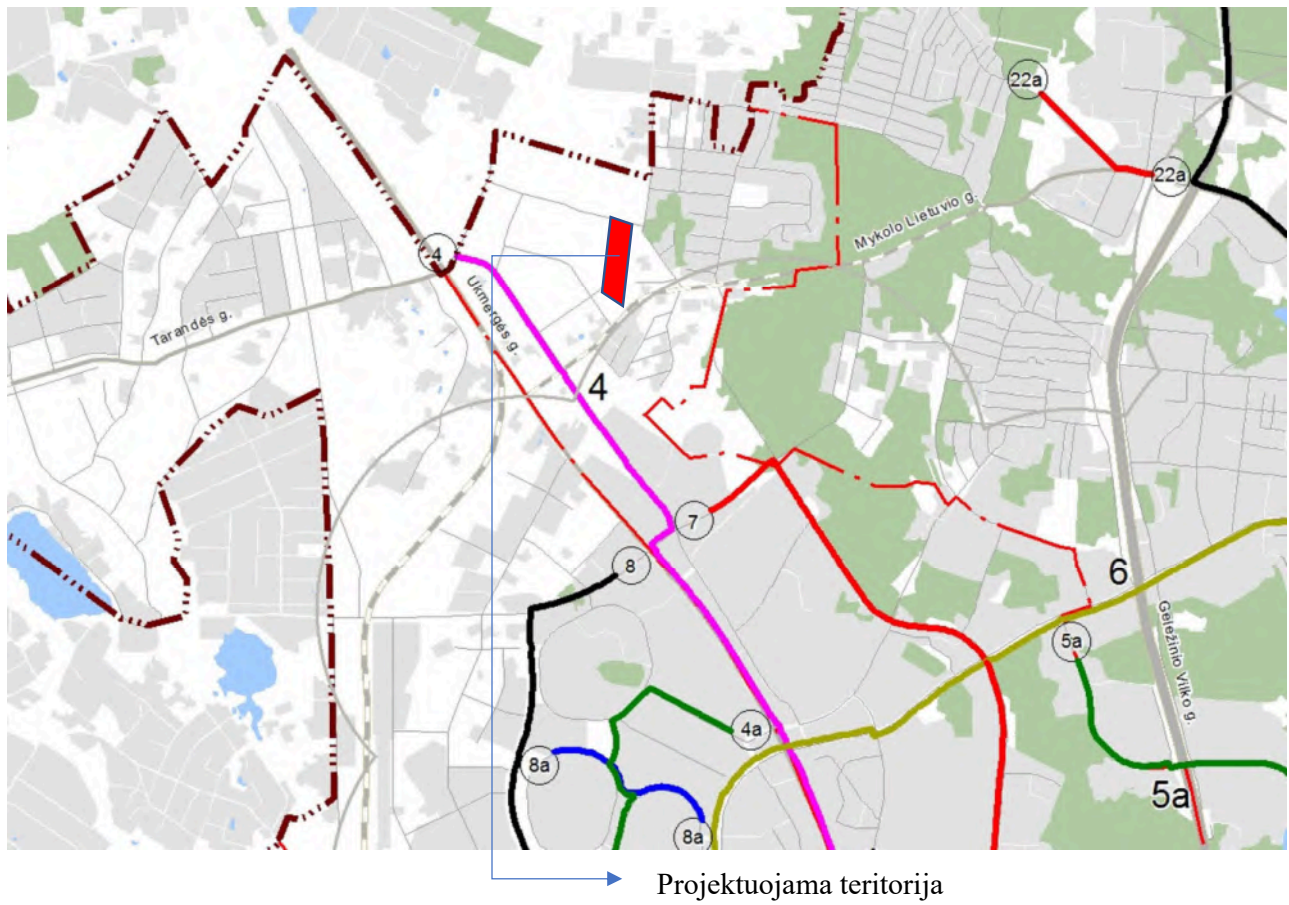 22a
22a
Mykolo Lietuvio g.
4
Ukmergės g.
Tarandės g.
4
7
8
6
Geležinio Vilko g.
5a
4a
8a
5a
8a
Projektuojama teritorija